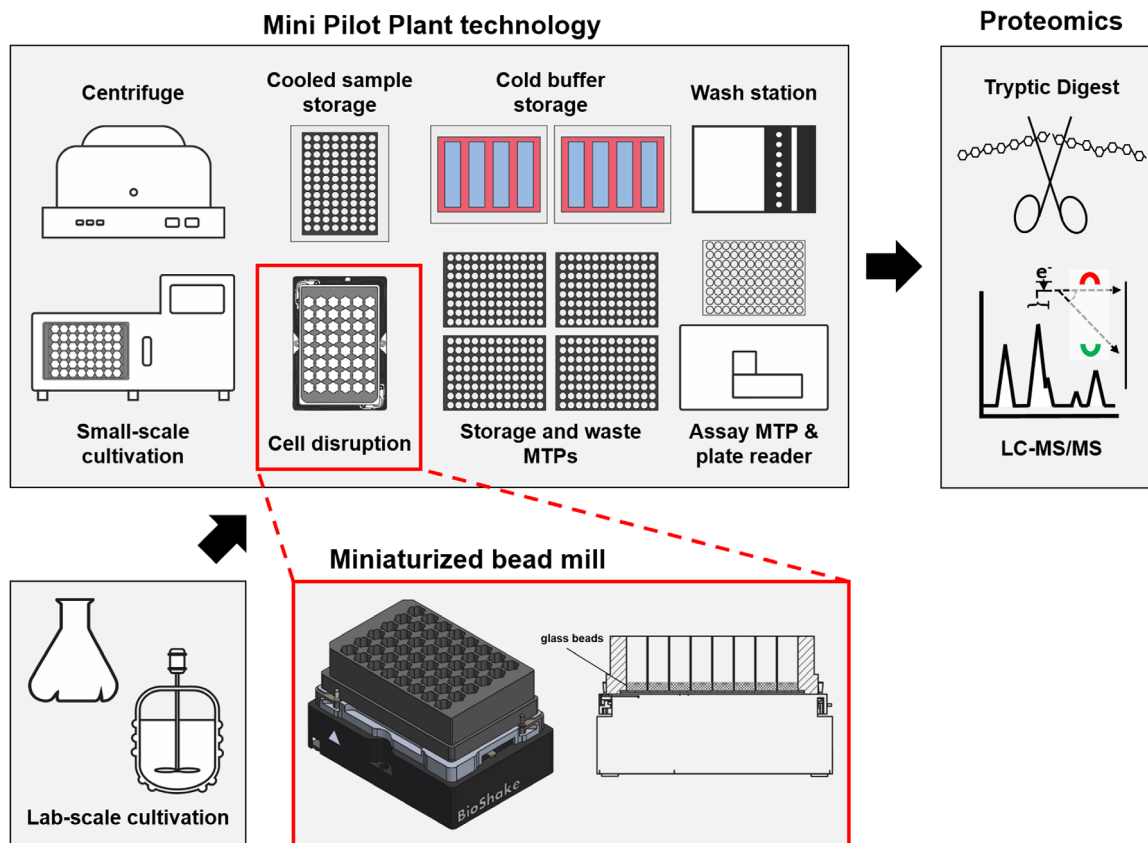 Mini Pilot Plant technology
Proteomics
Centrifuge
Cooled sample
storage
Cold buffer
storage
Wash station
Tryptic Digest
Small-scale
cultivation
Cell disruption
Storage and waste
MTPs
Assay MTP &
plate reader
e-
LC-MS/MS
Miniaturized bead mill
glass beads
BioShake
Lab-scale cultivation